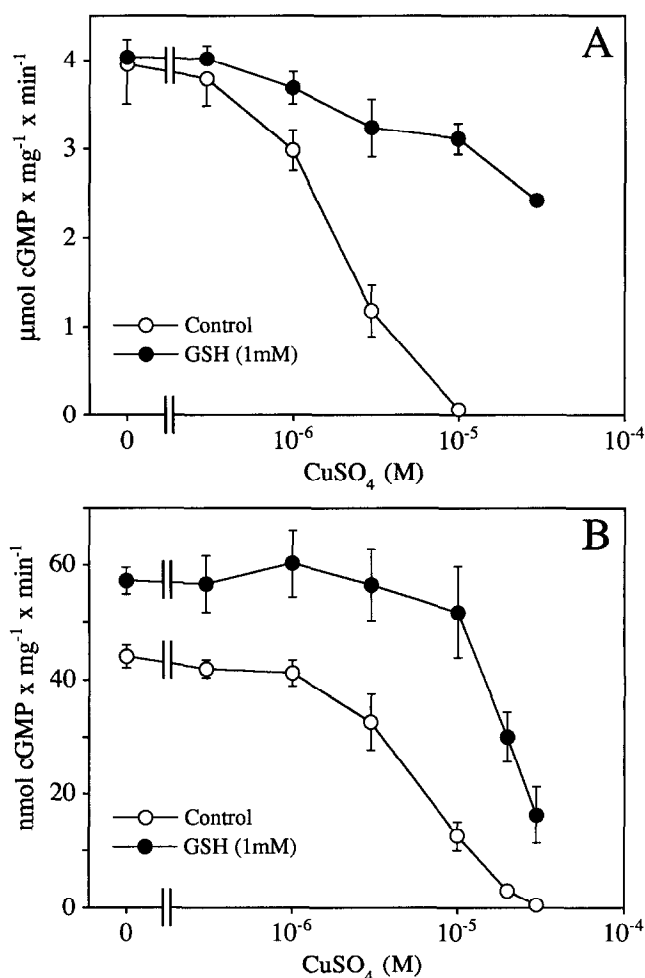 A
4
3
2
1
0
μmol cGMP x mg⁻¹ x min⁻¹
Control
GSH (1mM)
0
10⁻⁶
10⁻⁵
10⁻⁴
CuSO₄ (M)
B
60
40
20
0
nmol cGMP x mg⁻¹ x min⁻¹
Control
GSH (1mM)
0
10⁻⁶
10⁻⁵
10⁻⁴
CuSO₄ (M)